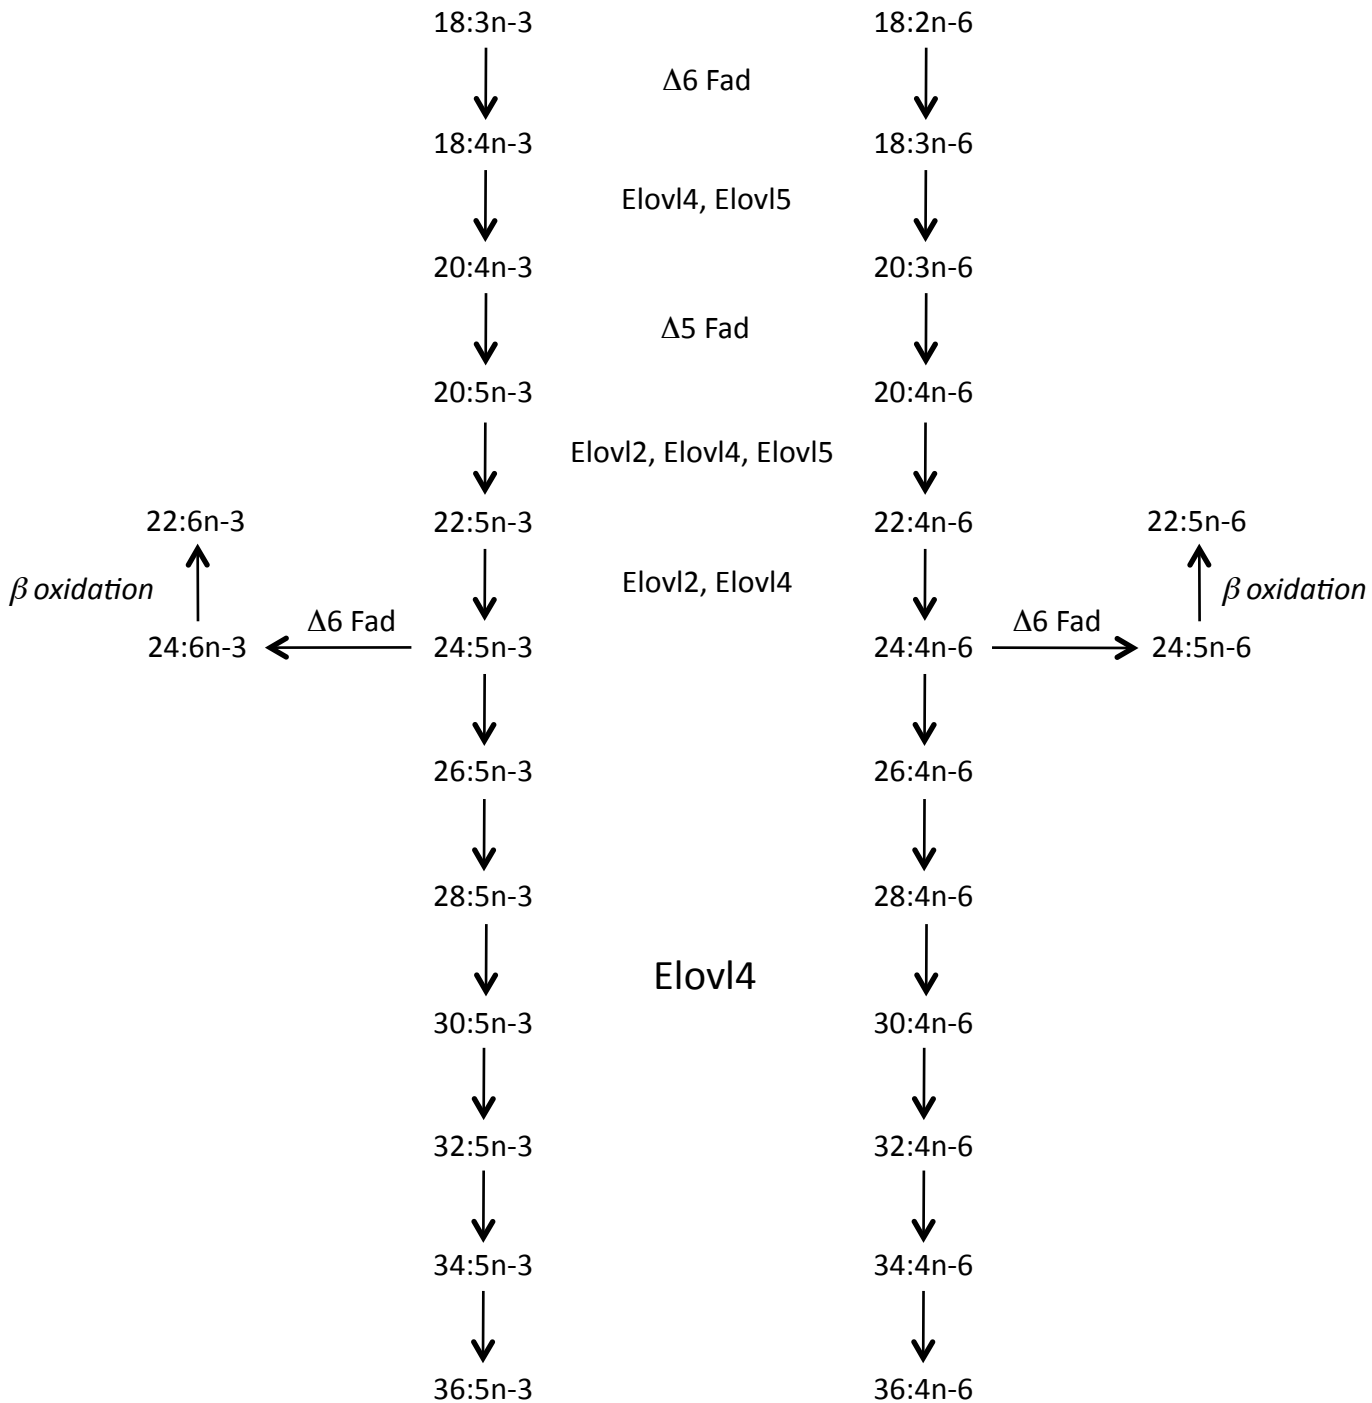 18:3n-3 18:2n-6
Δ6 Fad
18:4n-3 18:3n-6
Elovl4, Elovl5
20:4n-3 20:3n-6
Δ5 Fad
20:5n-3 20:4n-6
Elovl2, Elovl4, Elovl5
22:6n-3 22:5n-3 22:4n-6 22:5n-6
β oxidation Elovl2, Elovl4 β oxidation
Δ6 Fad Δ6 Fad
24:6n-3 24:5n-3 24:4n-6 24:5n-6
26:5n-3 26:4n-6
28:5n-3 28:4n-6
Elovl4
30:5n-3 30:4n-6
32:5n-3 32:4n-6
34:5n-3 34:4n-6
36:5n-3 36:4n-6